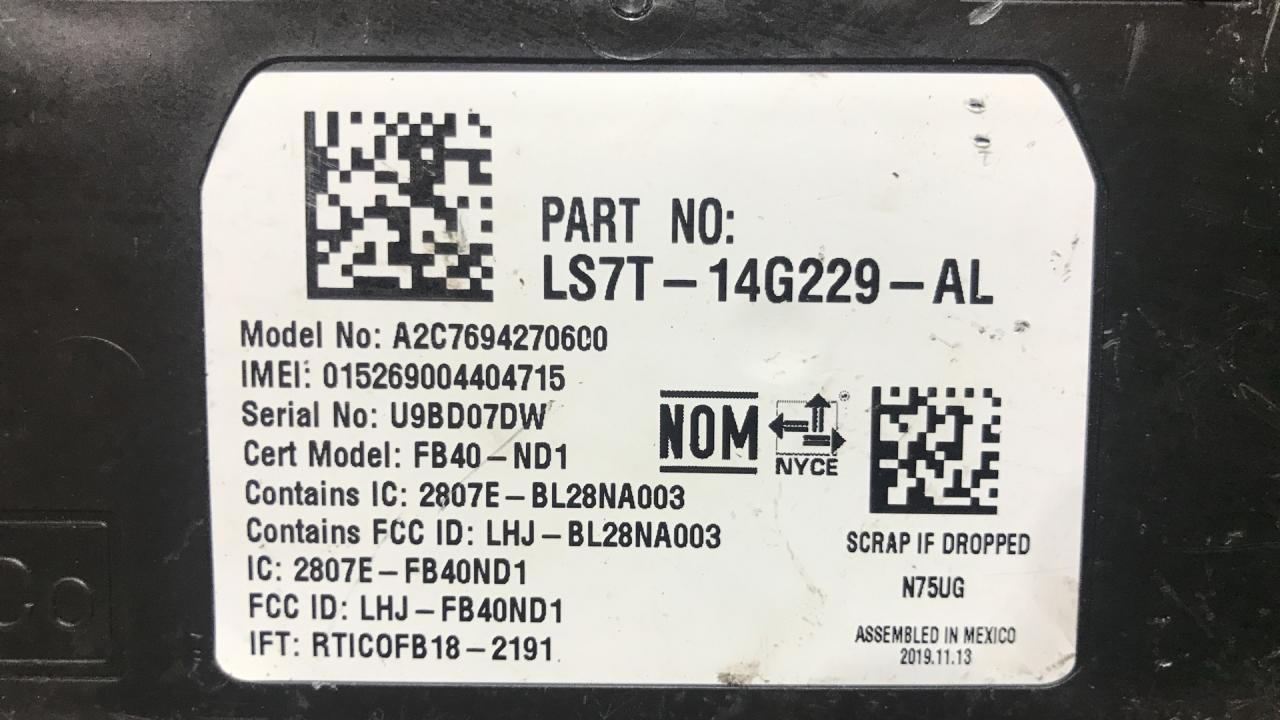 PART NO:
LS7T-14G229-AL
Model No: A2C7694270600
IMEI: 015269004404715
Serial No: U9BD07DW
Cert Model: FB40-ND1
Contains IC: 2807E-BL28NA003
Contains FCC ID: LHJ-BL28NA003
IC: 2807E-FB40ND1
FCC ID: LHJ-FB40ND1
IFT: RTICOFB18-2191
NOM
NYCE
SCRAP IF DROPPED
N75UG
ASSEMBLED IN MEXICO
2019.11.13